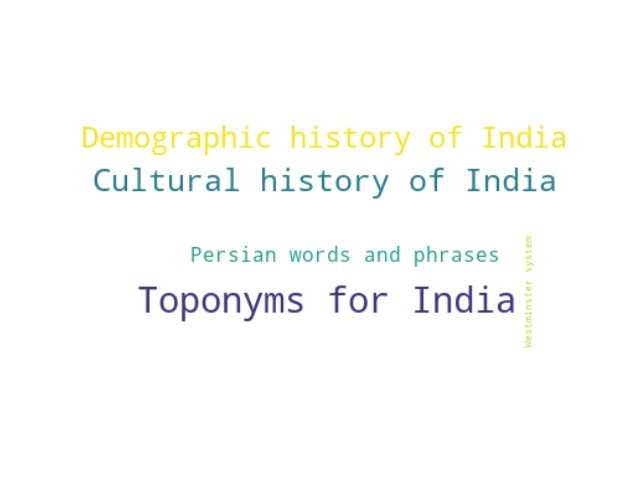 Demographic history of India
Cultural history of India
Persian words and phrases
Toponyms for India
Westminster system